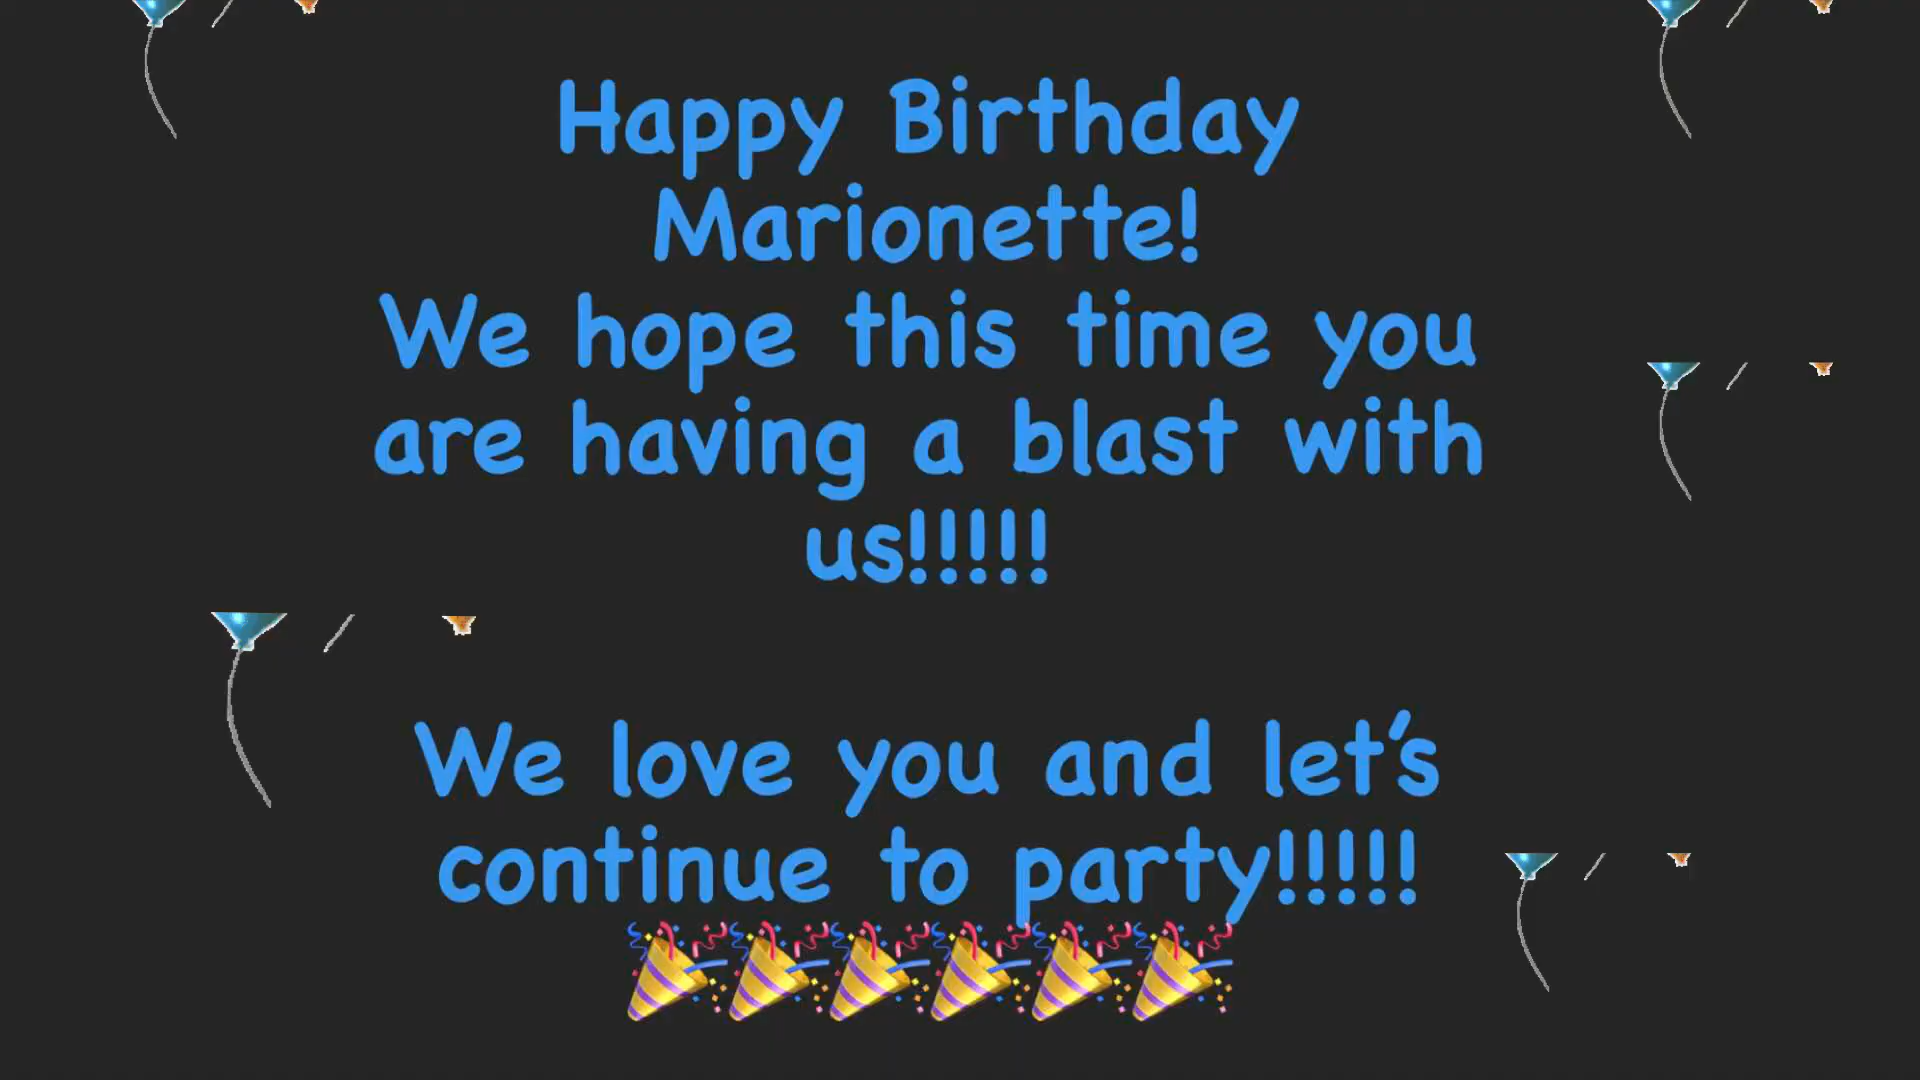 Happy Birthday
Marionette!
We hope this time you
are having a blast with
us!!!!!
We love you and let's
continue to party!!!!!
🎉🎉🎉🎉🎉🎉